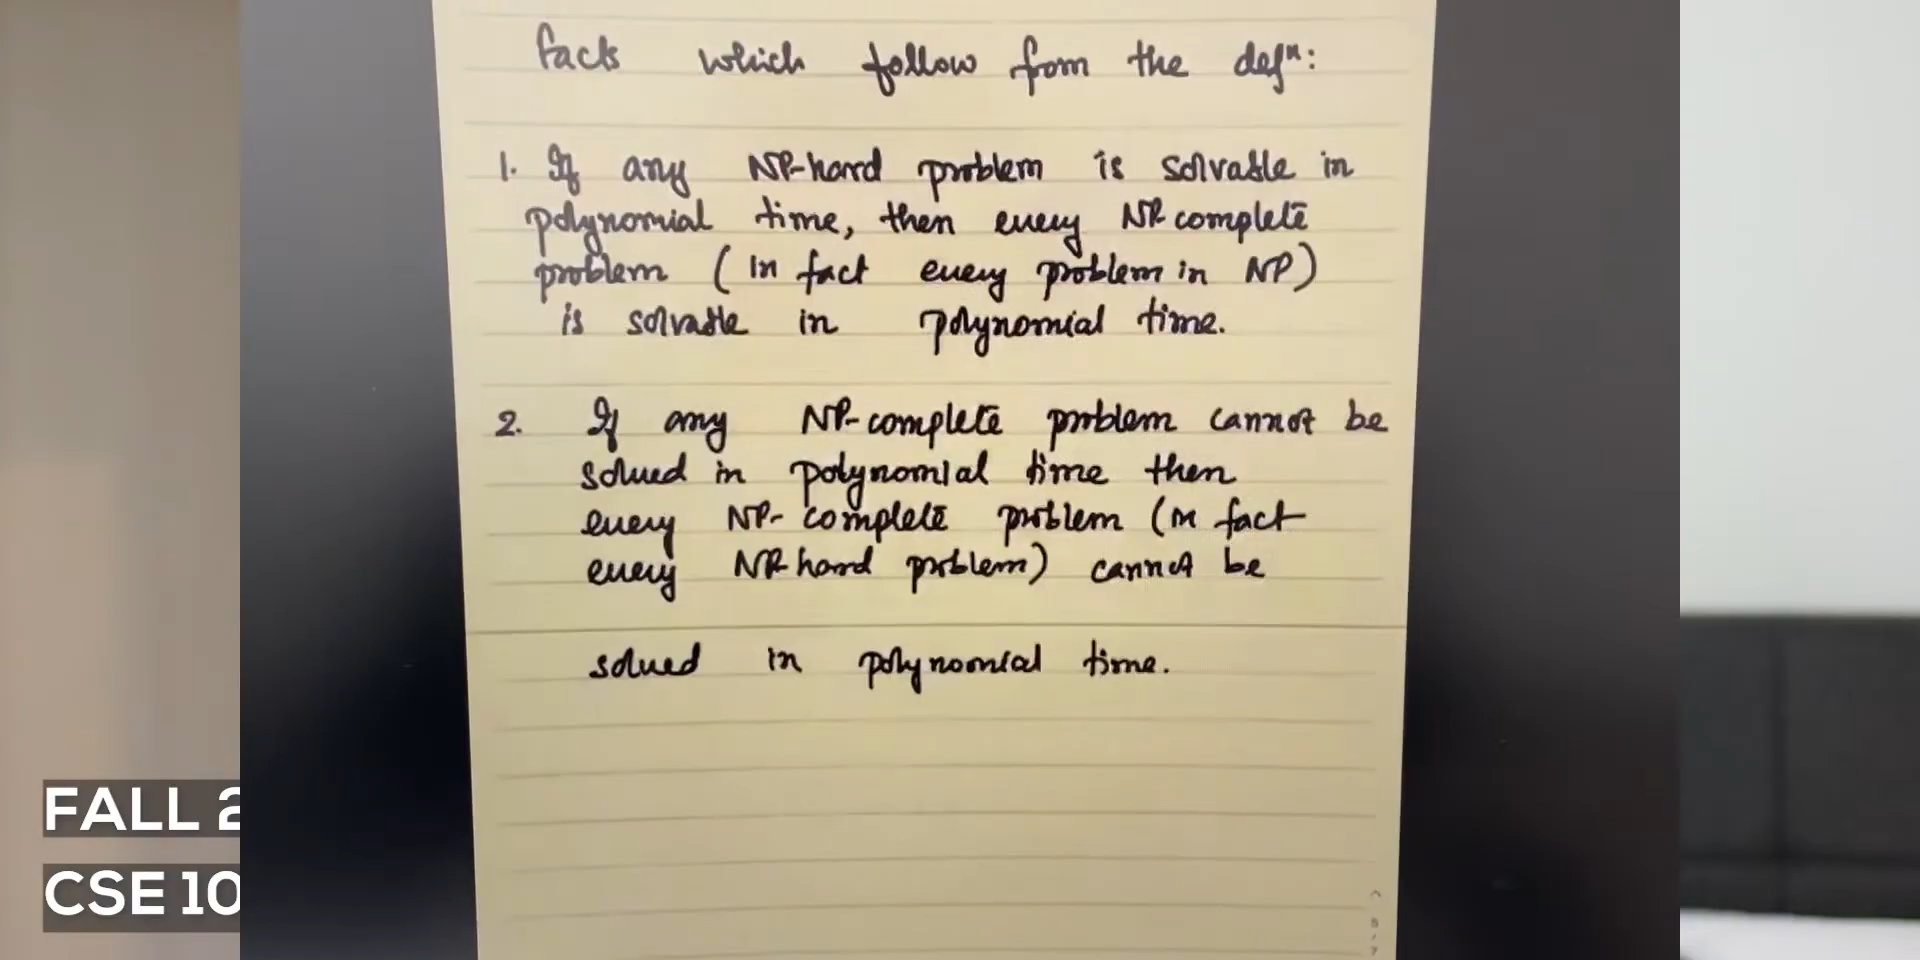 facts which follow from the defⁿ:
1. If any NP-hard problem is solvable in
polynomial time, then every NP-complete
problem (in fact every problem in NP)
is solvable in polynomial time.
2. If any NP-complete problem cannot be
solved in polynomial time then
every NP-complete problem (in fact
every NP-hard problem) cannot be
solved in polynomial time.
FALL 2
CSE 10
5/7